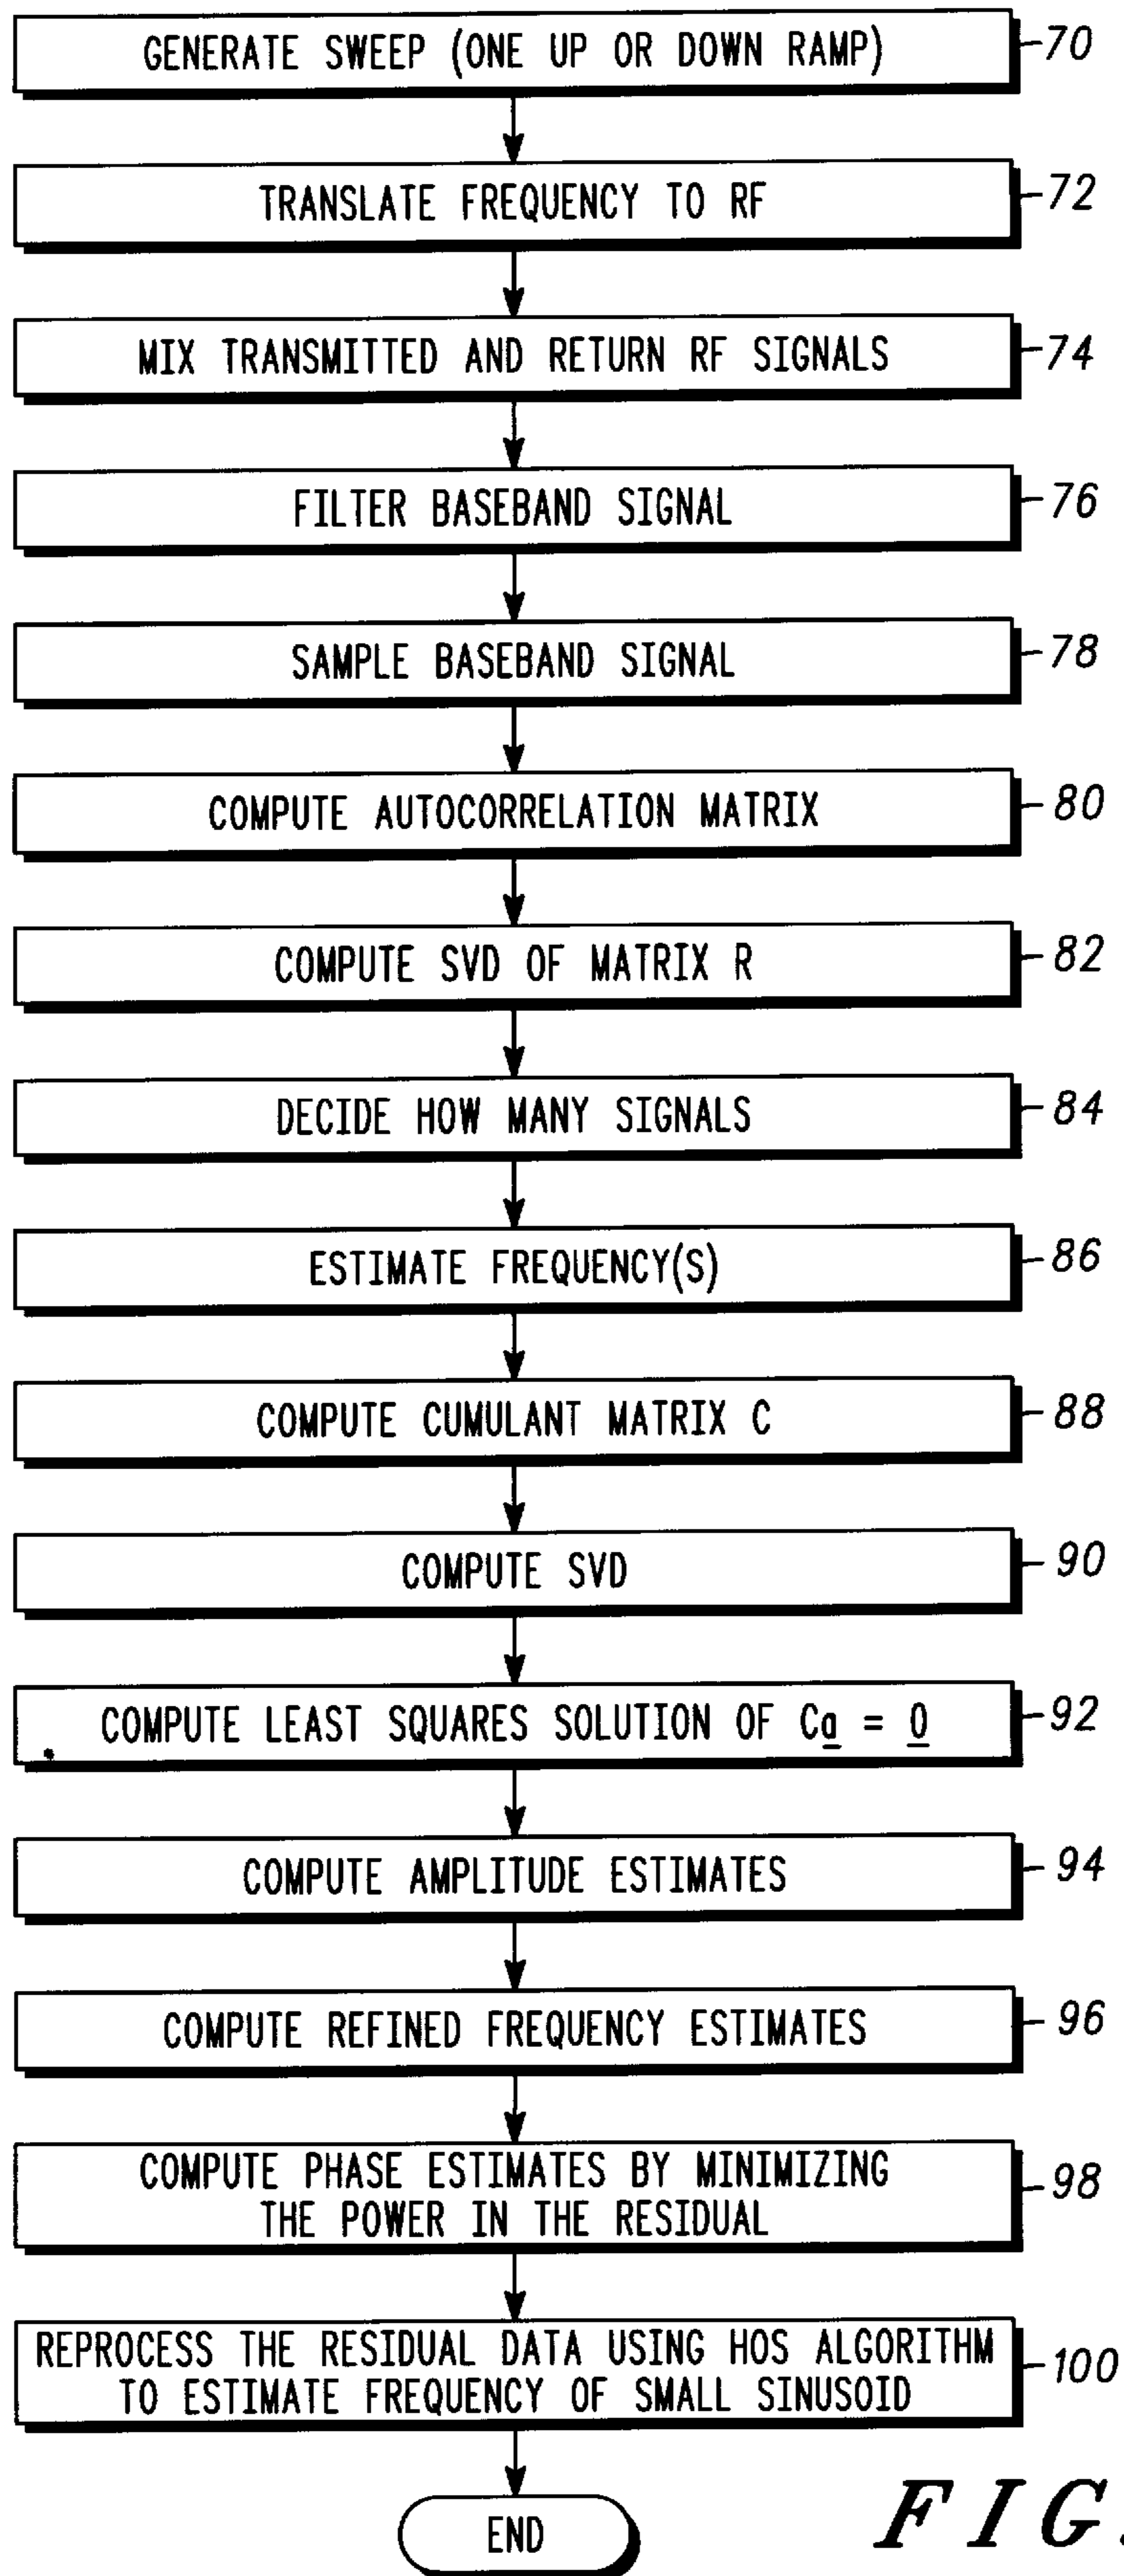 GENERATE SWEEP (ONE UP OR DOWN RAMP) 70
TRANSLATE FREQUENCY TO RF 72
MIX TRANSMITTED AND RETURN RF SIGNALS 74
FILTER BASEBAND SIGNAL 76
SAMPLE BASEBAND SIGNAL 78
COMPUTE AUTOCORRELATION MATRIX 80
COMPUTE SVD OF MATRIX R 82
DECIDE HOW MANY SIGNALS 84
ESTIMATE FREQUENCY(S) 86
COMPUTE CUMULANT MATRIX C 88
COMPUTE SVD 90
COMPUTE LEAST SQUARES SOLUTION OF Ca = 0 92
COMPUTE AMPLITUDE ESTIMATES 94
COMPUTE REFINED FREQUENCY ESTIMATES 96
COMPUTE PHASE ESTIMATES BY MINIMIZING
THE POWER IN THE RESIDUAL 98
REPROCESS THE RESIDUAL DATA USING HOS ALGORITHM
TO ESTIMATE FREQUENCY OF SMALL SINUSOID 100
END
FIG.